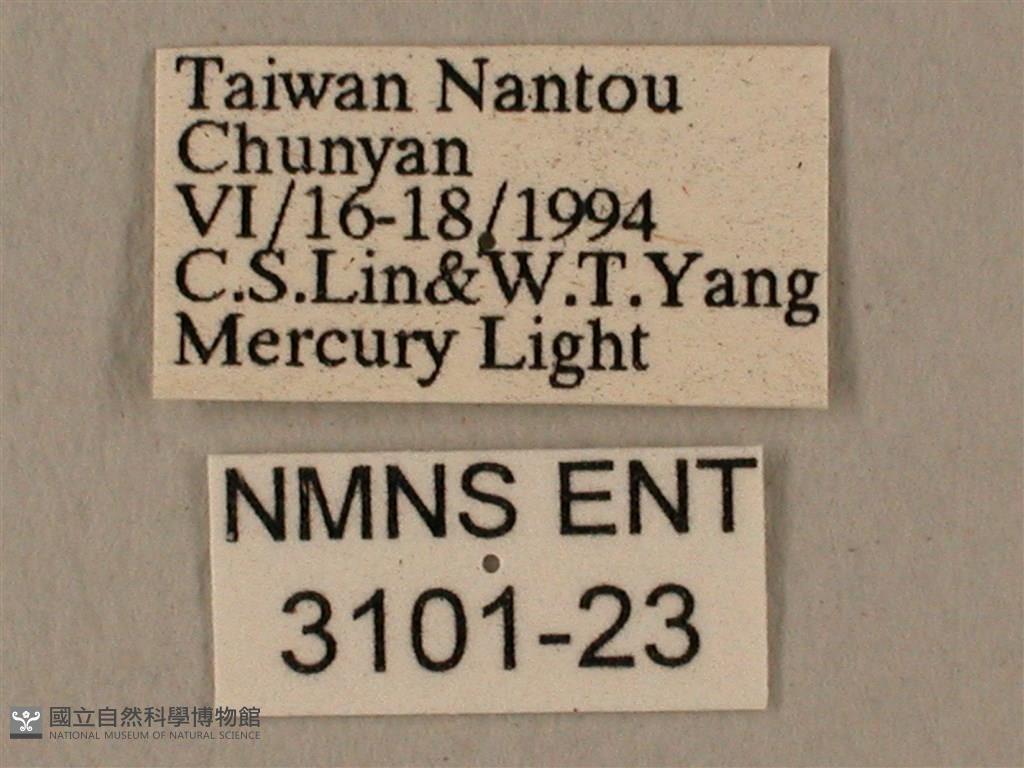 Taiwan Nantou
Chunyan
VI/16-18/1994
C.S.Lin&W.T.Yang
Mercury Light
NMNS ENT
3101-23
國立自然科學博物館
NATIONAL MUSEUM OF NATURAL SCIENCE